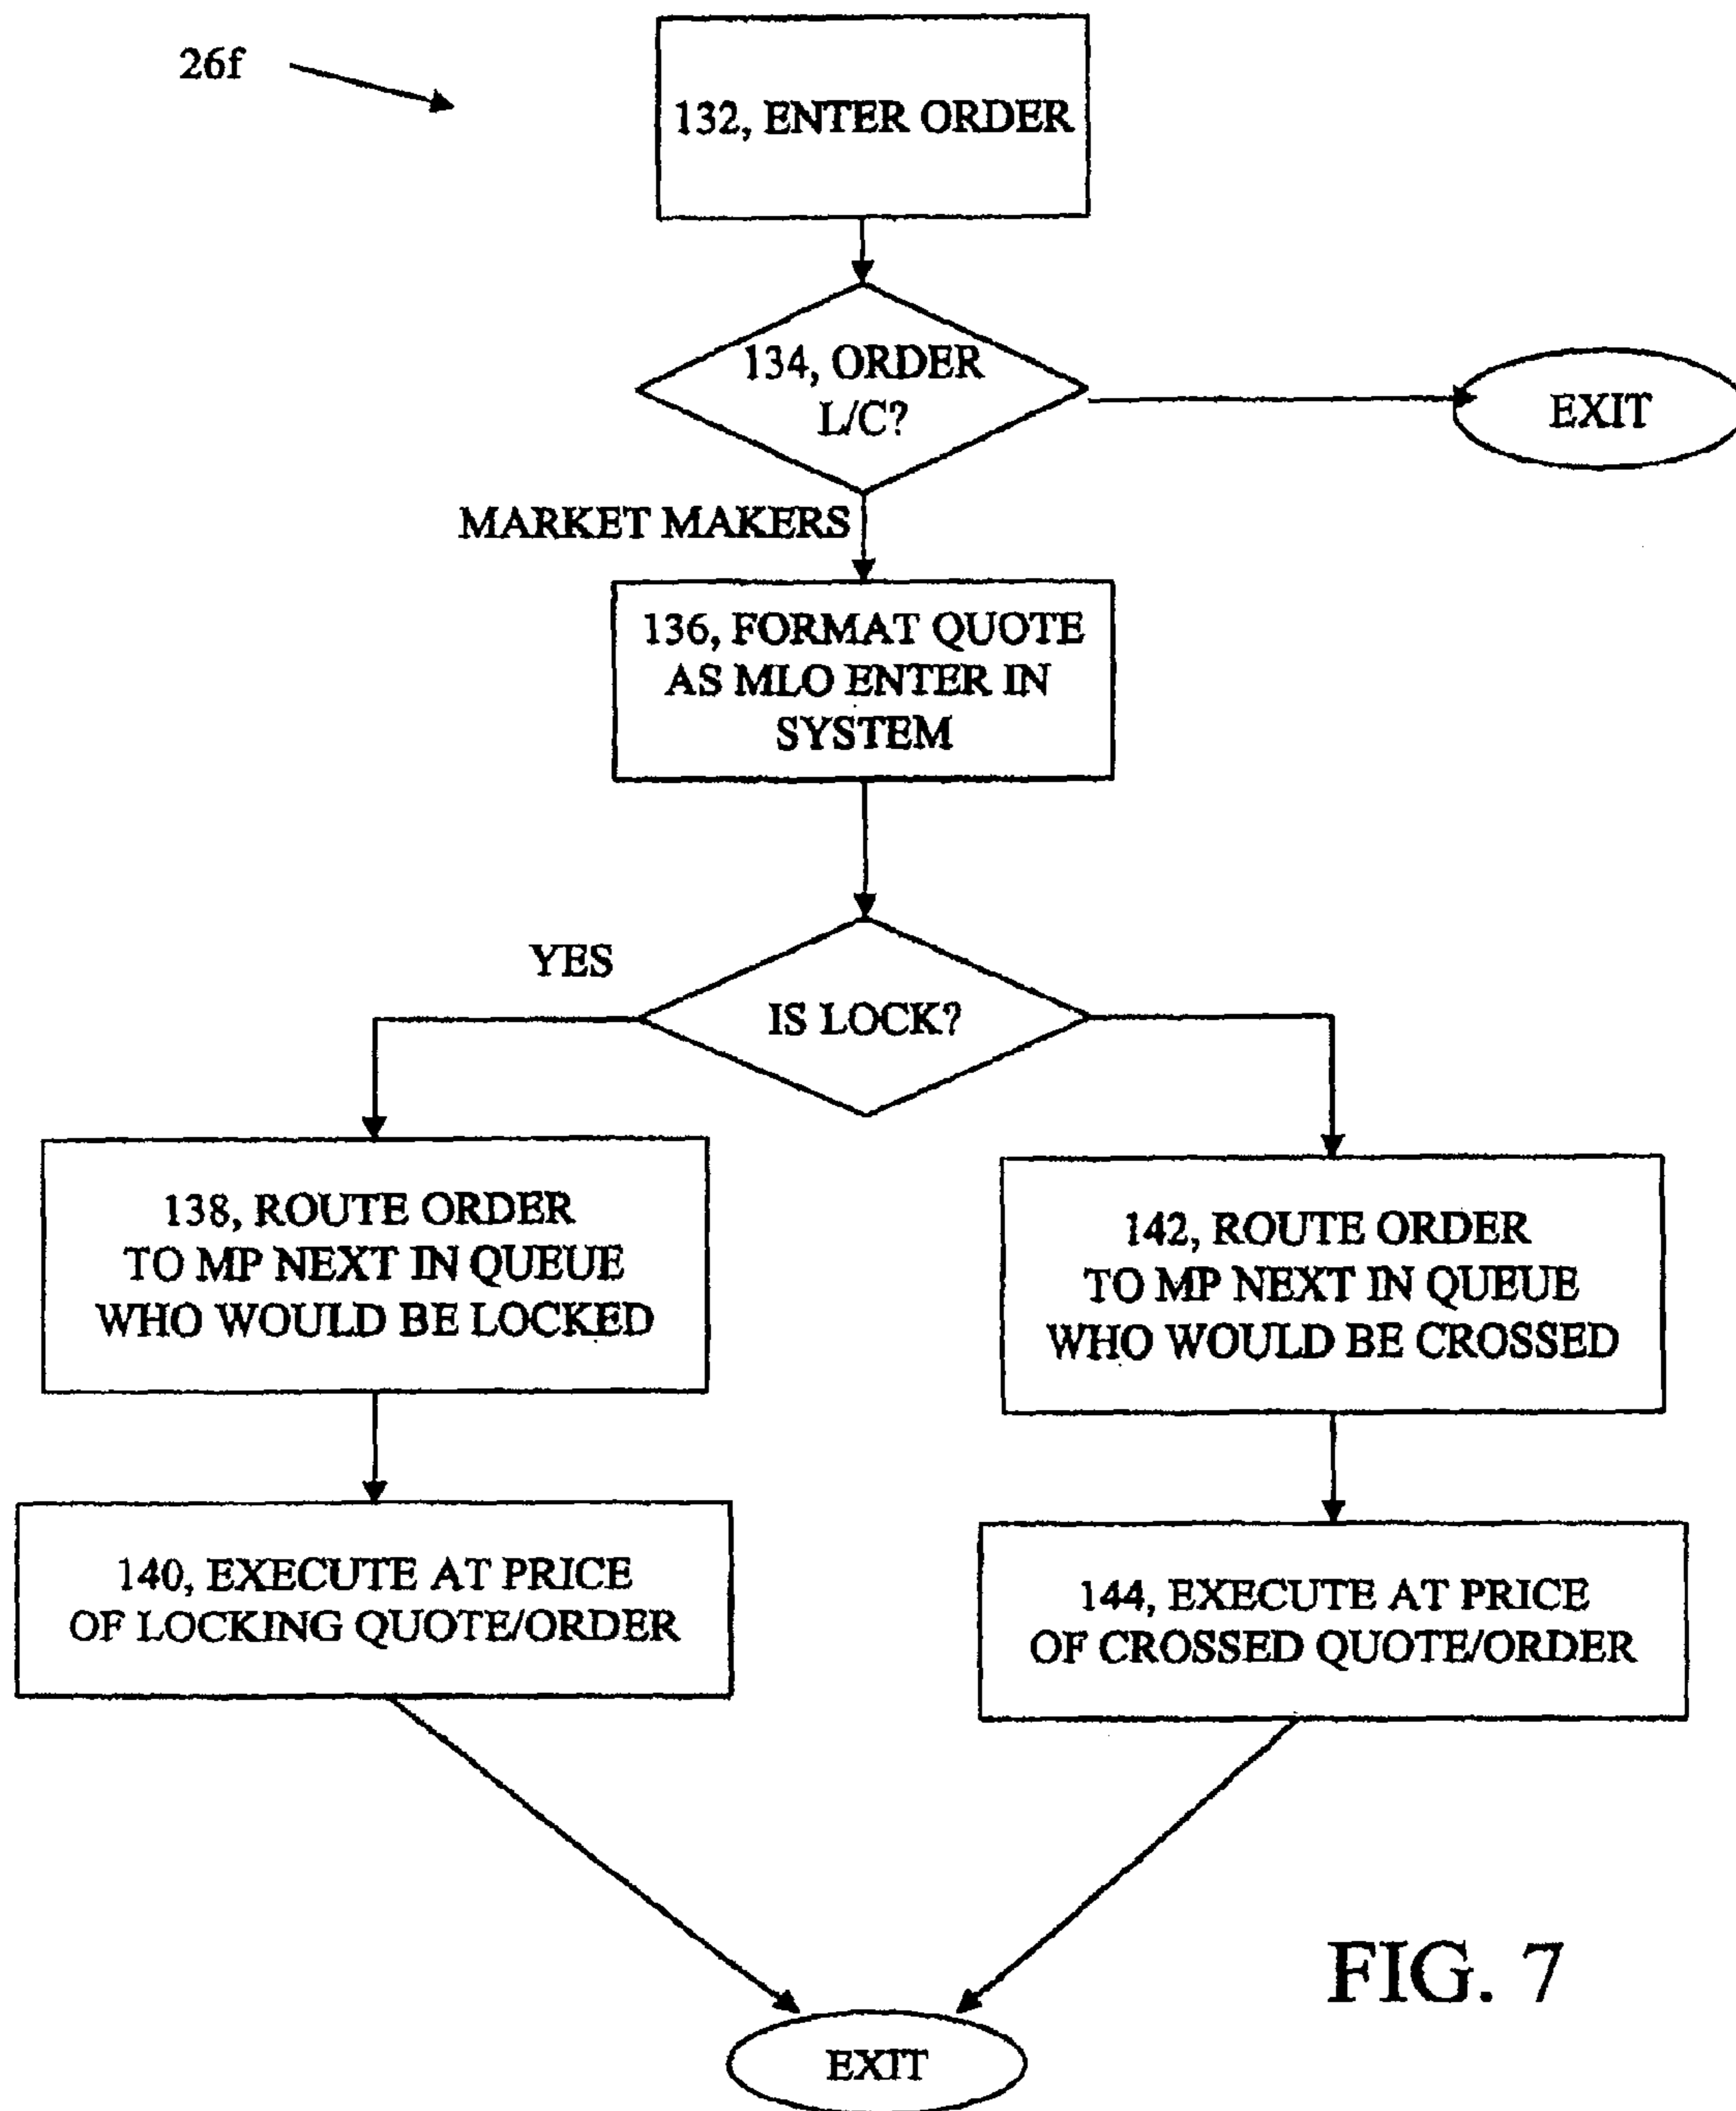 26f
132, ENTER ORDER
134, ORDER
L/C?
EXIT
MARKET MAKERS
136, FORMAT QUOTE
AS MLO ENTER IN
SYSTEM
YES
IS LOCK?
138, ROUTE ORDER
TO MP NEXT IN QUEUE
WHO WOULD BE LOCKED
142, ROUTE ORDER
TO MP NEXT IN QUEUE
WHO WOULD BE CROSSED
140, EXECUTE AT PRICE
OF LOCKING QUOTE/ORDER
144, EXECUTE AT PRICE
OF CROSSED QUOTE/ORDER
FIG. 7
EXIT